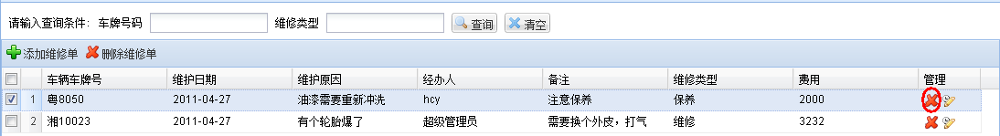 请输入查询条件: 车牌号码 维修类型 查询 清空
添加维修单 删除维修单
车辆车牌号 维护日期 维护原因 经办人 备注 维修类型 费用 管理
1 粤8050 2011-04-27 油漆需要重新冲洗 hcy 注意保养 保养 2000
2 湘10023 2011-04-27 有个轮胎爆了 超级管理员 需要换个外皮，打气 维修 3232